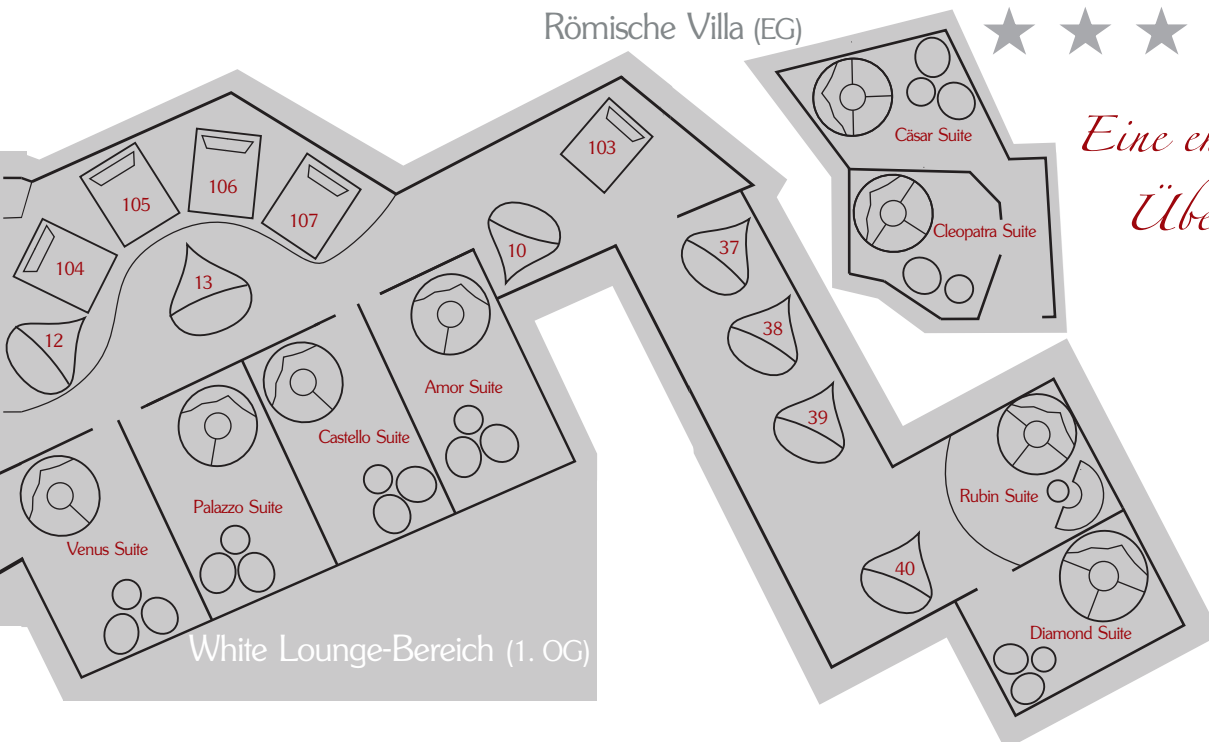 Römische Villa (EG)
Cäsar Suite
Eine
Cleopatra Suite
103
106
105
107
104
10
37
13
12
38
39
40
Amor Suite
Castello Suite
Palazzo Suite
Venus Suite
Rubin Suite
Diamond Suite
White Lounge-Bereich (1. OG)